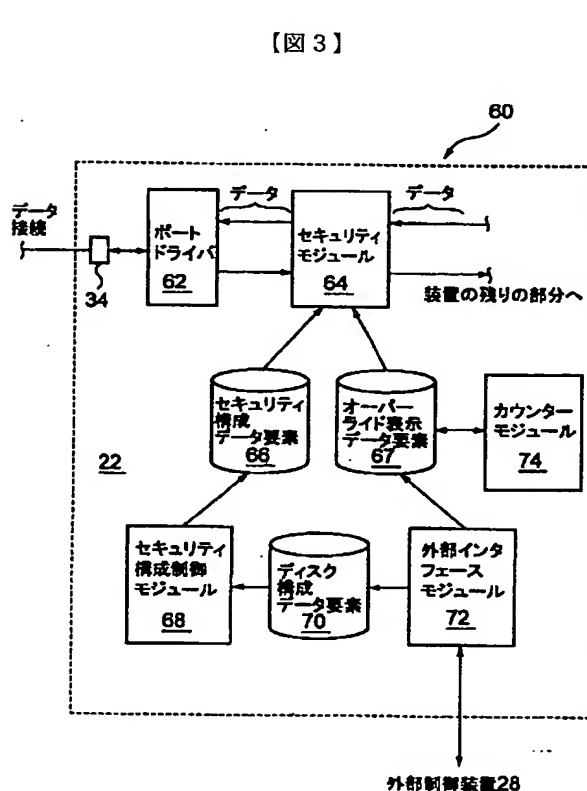 【図3】
60
データ
接続
34
ポート
ドライバ
62
データ
セキュリティ
モジュール
64
データ
装置の残りの部分へ
セキュリティ
構成
データ要素
66
オーバー
ライド表示
データ要素
67
カウンター
モジュール
74
22
セキュリティ
構成制御
モジュール
68
ディスク
構成
データ要素
70
外部インタ
フェース
モジュール
72
外部制御装置28